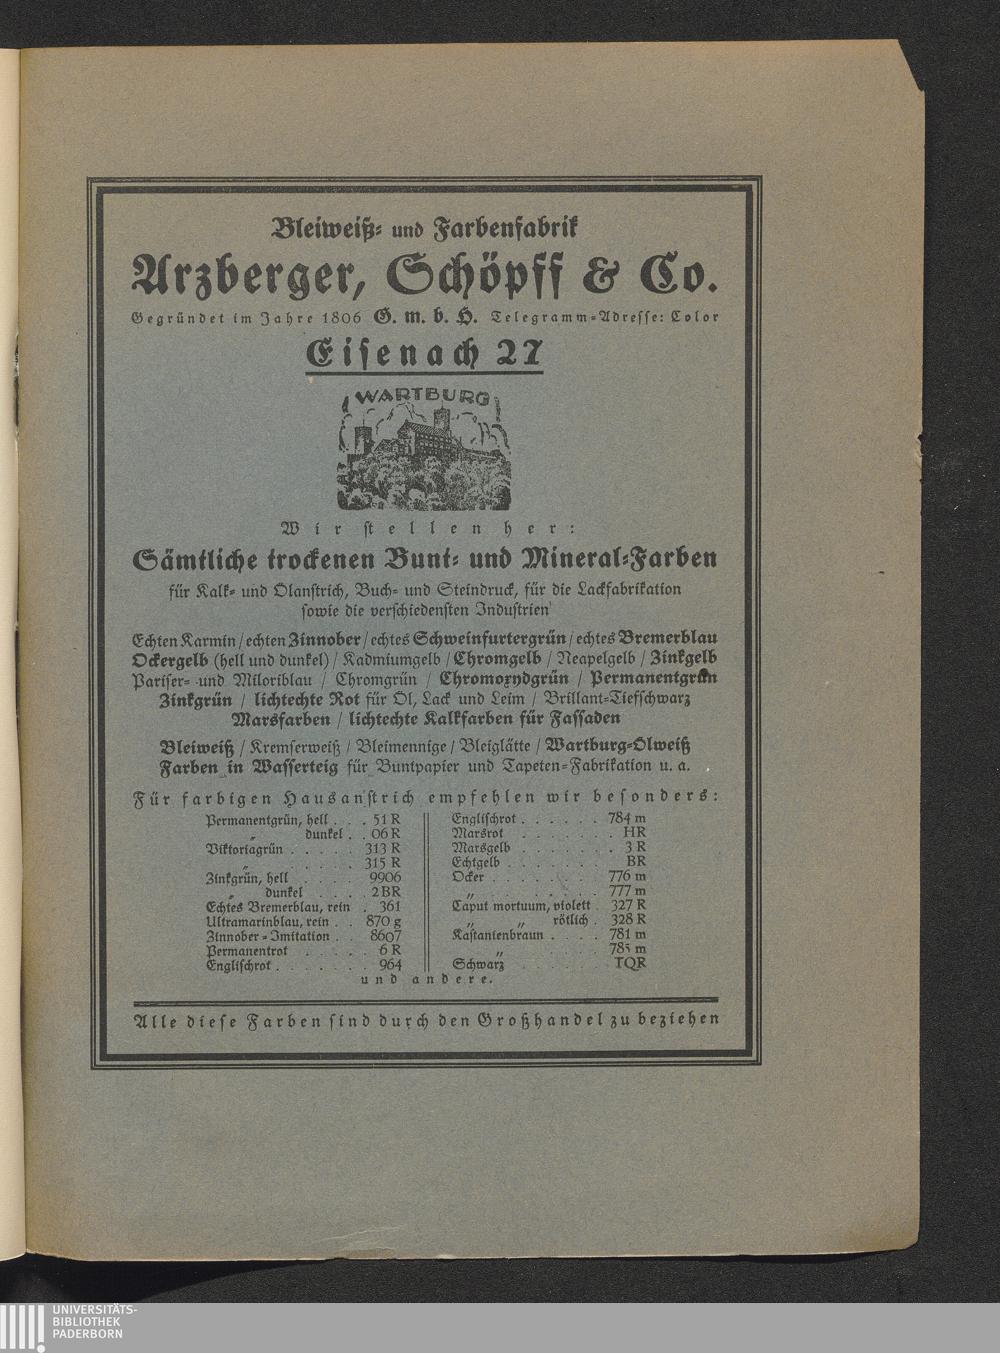 Bleiweiß- und Farbenfabrik
Arzberger, Schöpff & Co.
Gegründet im Jahre 1806 G. m. b. H. Telegramm-Adresse: Color
Eisenach 27
WARTBURG
Wir stellen her:
Sämtliche trockenen Bunt- und Mineral-Farben
für Kalk- und Ölanstrich, Buch- und Steindruck, für die Lackfabrikation
sowie die verschiedensten Industrien
Echten Karmin / echten Zinnober / echtes Schweinfurtergrün / echtes Bremerblau
Ockergelb (hell und dunkel) / Kadmiumgelb / Chromgelb / Neapelgelb / Zinkgelb
Pariser- und Miloriblau / Chromgrün / Chromoxydgrün / Permanentgrün
Zinkgrün / lichtechte Rot für Öl, Lack und Leim / Brillant-Tiefschwarz
Marsfarben / lichtechte Kalkfarben für Fassaden
Bleiweiß / Kremserweiß / Bleimennige / Bleiglätte / Wartburg-Ölweiß
Farben in Wasserteig für Buntpapier und Tapeten-Fabrikation u. a.
Für farbigen Hausanstrich empfehlen wir besonders:
Permanentgrün, hell . . . 51 R
„ dunkel . . 06 R
Viktoriagrün . . . . . 313 R
„ . . . . . 315 R
Zinkgrün, hell . . . . 9906
„ dunkel . . . . 2BR
Echtes Bremerblau, rein . 361
Ultramarinblau, rein . . 870 g
Zinnober-Imitation . . 8607
Permanentrot . . . . . 6 R
Englischrot . . . . . . . 964
Englischrot . . . . . . 784 m
Marsrot . . . . . . . HR
Marsgelb . . . . . . . 3 R
Echtgelb . . . . . . . BR
Ocker . . . . . . . . 776 m
„ . . . . . . . . 777 m
Caput mortuum, violett . 327 R
„ „ rötlich . 328 R
Kastanienbraun . . . . 781 m
„ . . . . 785 m
Schwarz . . . . . . TQR
und andere.
Alle diese Farben sind durch den Großhandel zu beziehen
UNIVERSITÄTS-
BIBLIOTHEK
PADERBORN